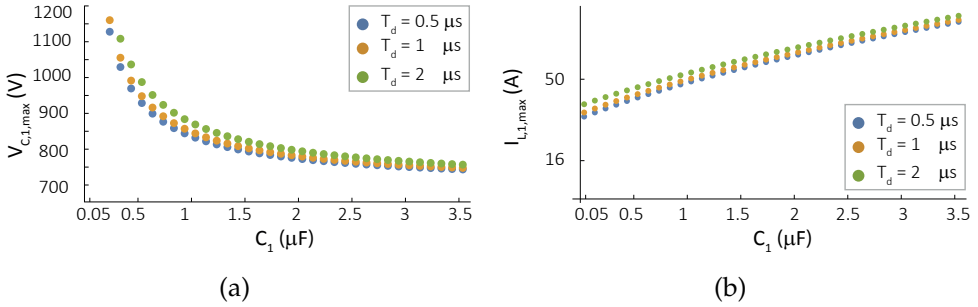 1200
1100
1000
900
800
700
V_C,1,max (V)
T_d = 0.5 μs
T_d = 1 μs
T_d = 2 μs
0.05 0.5 1 1.5 2 2.5 3 3.5
C_1 (μF)
(a)
50
16
I_L,1,max (A)
T_d = 0.5 μs
T_d = 1 μs
T_d = 2 μs
0.05 0.5 1 1.5 2 2.5 3 3.5
C_1 (μF)
(b)